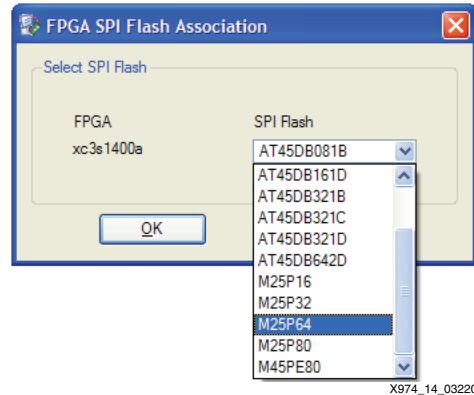 FPGA SPI Flash Association
Select SPI Flash
FPGA SPI Flash
xc3s1400a AT45DB081B
AT45DB161D
AT45DB321B
AT45DB321C
AT45DB321D
OK
AT45DB642D
M25P16
M25P32
M25P64
M25P80
M45PE80
X974_14_03220